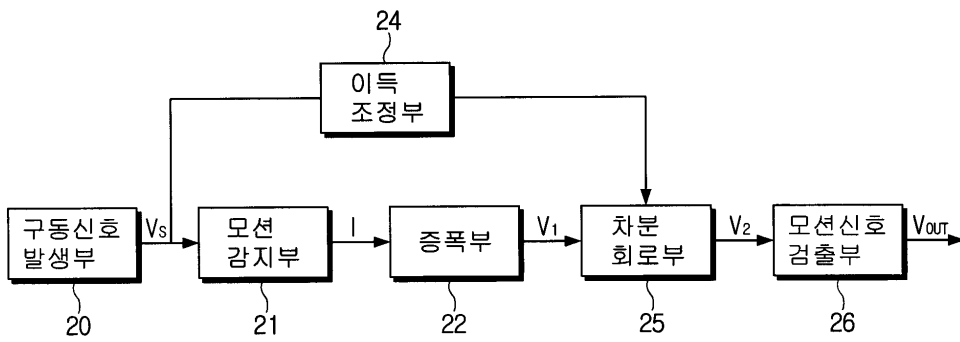 24
이득
조정부
구동신호
발생부
VS
모션
감지부
I
증폭부
V1
차분
회로부
V2
모션신호
검출부
VOUT
20
21
22
25
26